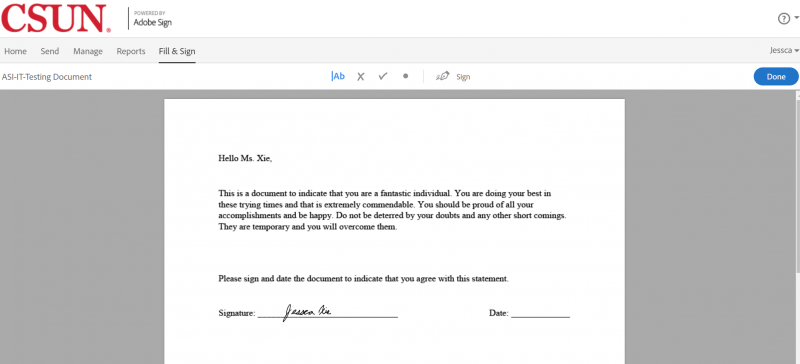 CSUN®
POWERED BY
Adobe Sign
Home Send Manage Reports Fill & Sign
Jessca
ASI-IT-Testing Document
Ab
Sign
Done
Hello Ms. Xie,
This is a document to indicate that you are a fantastic individual. You are doing your best in
these trying times and that is extremely commendable. You should be proud of all your
accomplishments and be happy. Do not be deterred by your doubts and any other short comings.
They are temporary and you will overcome them.
Please sign and date the document to indicate that you agree with this statement.
Signature: Jessca Xie Date: